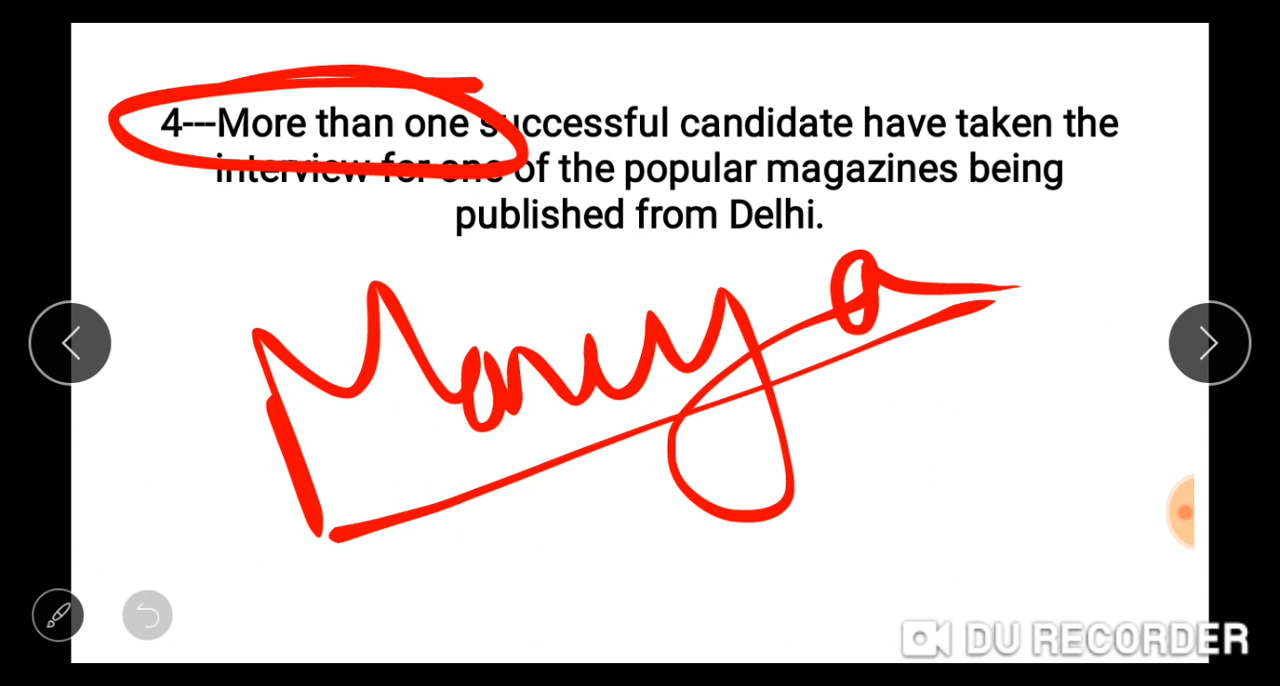 4---More than one successful candidate have taken the
interview for one of the popular magazines being
published from Delhi.
DU RECORDER